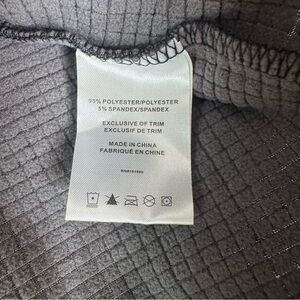 95% POLYESTER/POLYESTER
5% SPANDEX/SPANDEX
EXCLUSIVE OF TRIM
EXCLUSIF DE TRIM
MADE IN CHINA
FABRIQUÉ EN CHINE